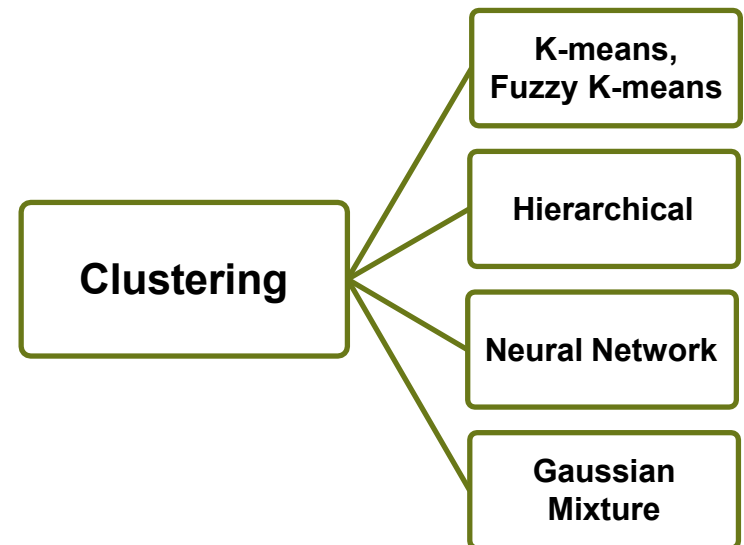 Clustering
K-means,
Fuzzy K-means
Hierarchical
Neural Network
Gaussian
Mixture